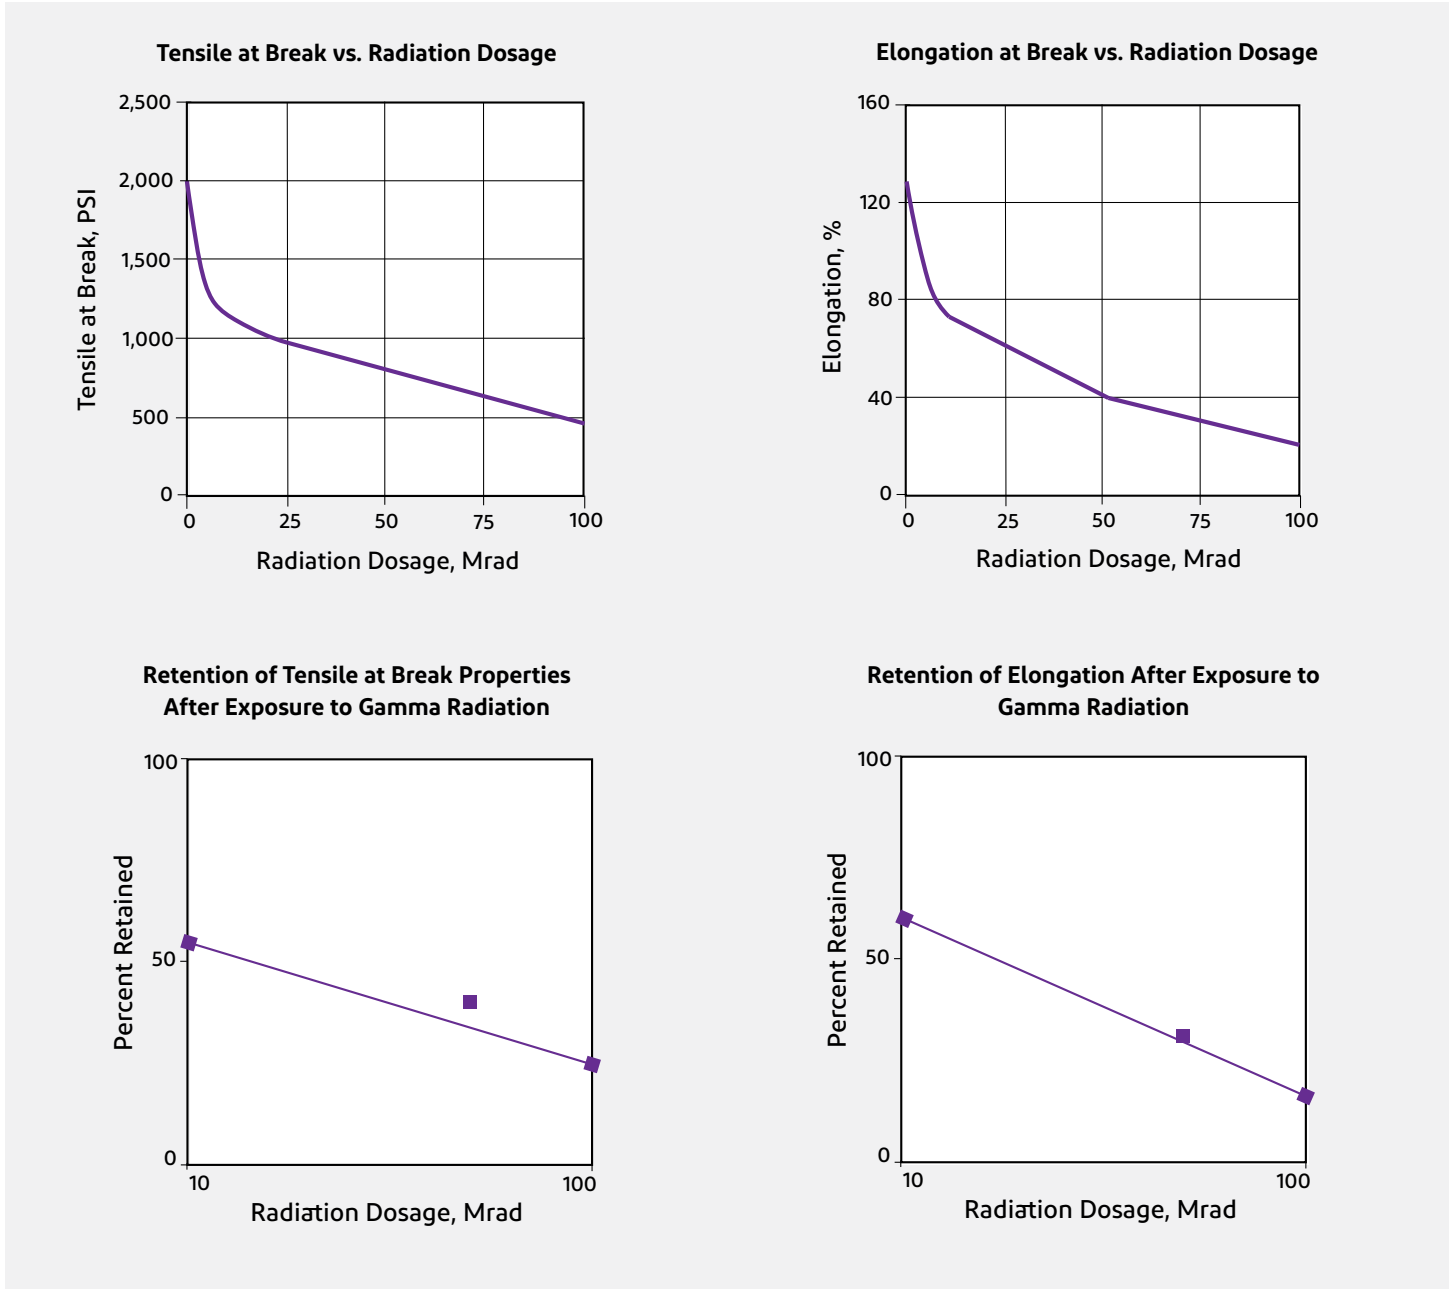 Tensile at Break vs. Radiation Dosage
2,500
2,000
1,500
1,000
500
0
Tensile at Break, PSI
0 25 50 75 100
Radiation Dosage, Mrad
Elongation at Break vs. Radiation Dosage
160
120
80
40
0
Elongation, %
0 25 50 75 100
Radiation Dosage, Mrad
Retention of Tensile at Break Properties
After Exposure to Gamma Radiation
100
50
0
Percent Retained
10 100
Radiation Dosage, Mrad
Retention of Elongation After Exposure to
Gamma Radiation
100
50
0
Percent Retained
10 100
Radiation Dosage, Mrad